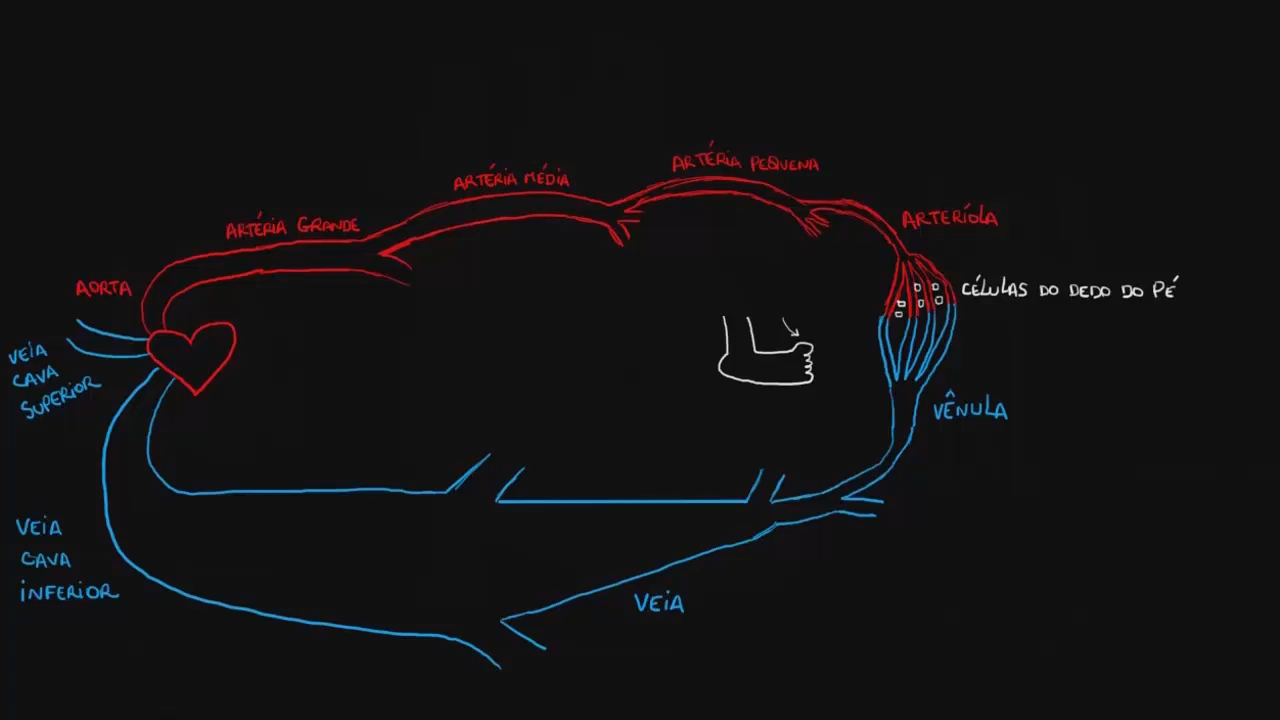 ARTÉRIA PEQUENA
ARTÉRIA MÉDIA
ARTÉRIA GRANDE
ARTERÍOLA
AORTA
CÉLULAS DO DEDO DO PÉ
VEIA
CAVA
SUPERIOR
VÊNULA
VEIA
CAVA
INFERIOR
VEIA